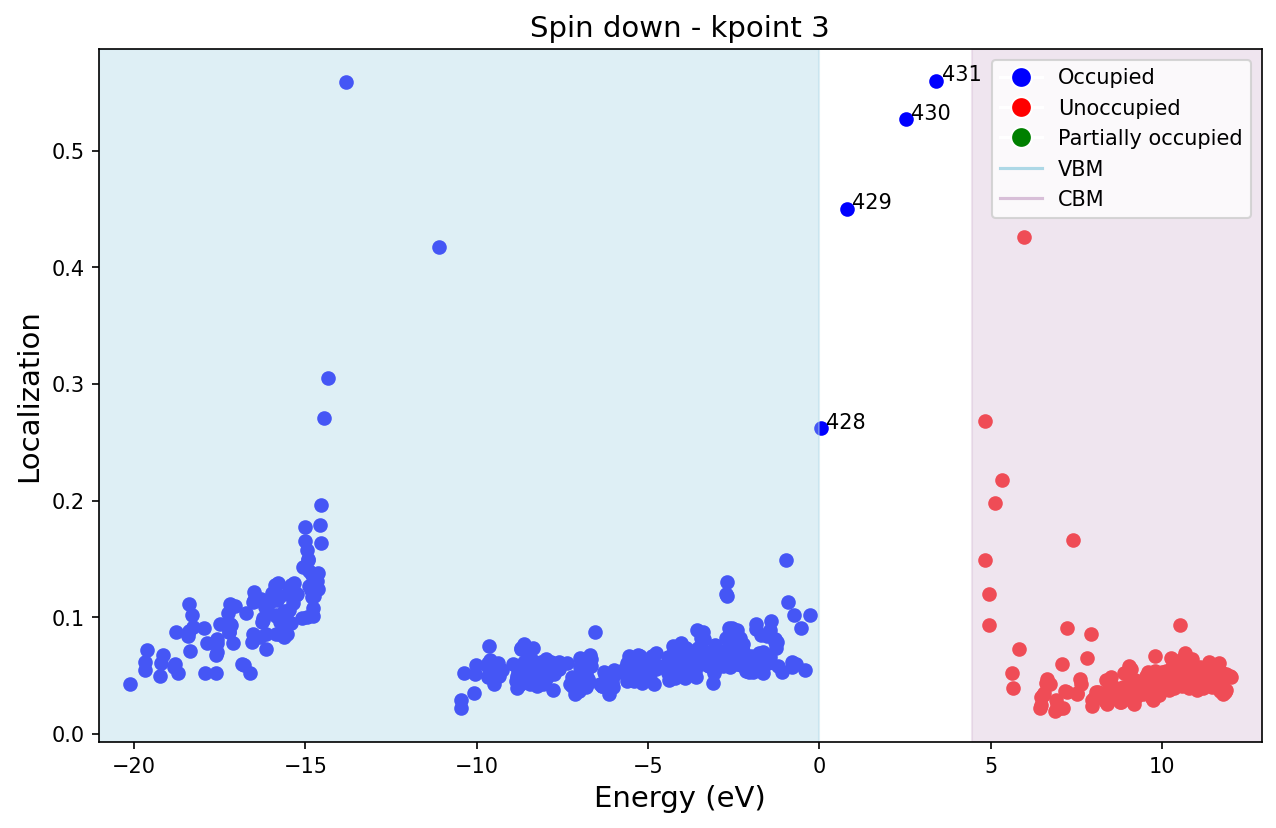 Spin down - kpoint 3
431
430
429
428
Occupied
Unoccupied
Partially occupied
VBM
CBM
Localization
0.5
0.4
0.3
0.2
0.1
0.0
−20 −15 −10 −5 0 5 10
Energy (eV)